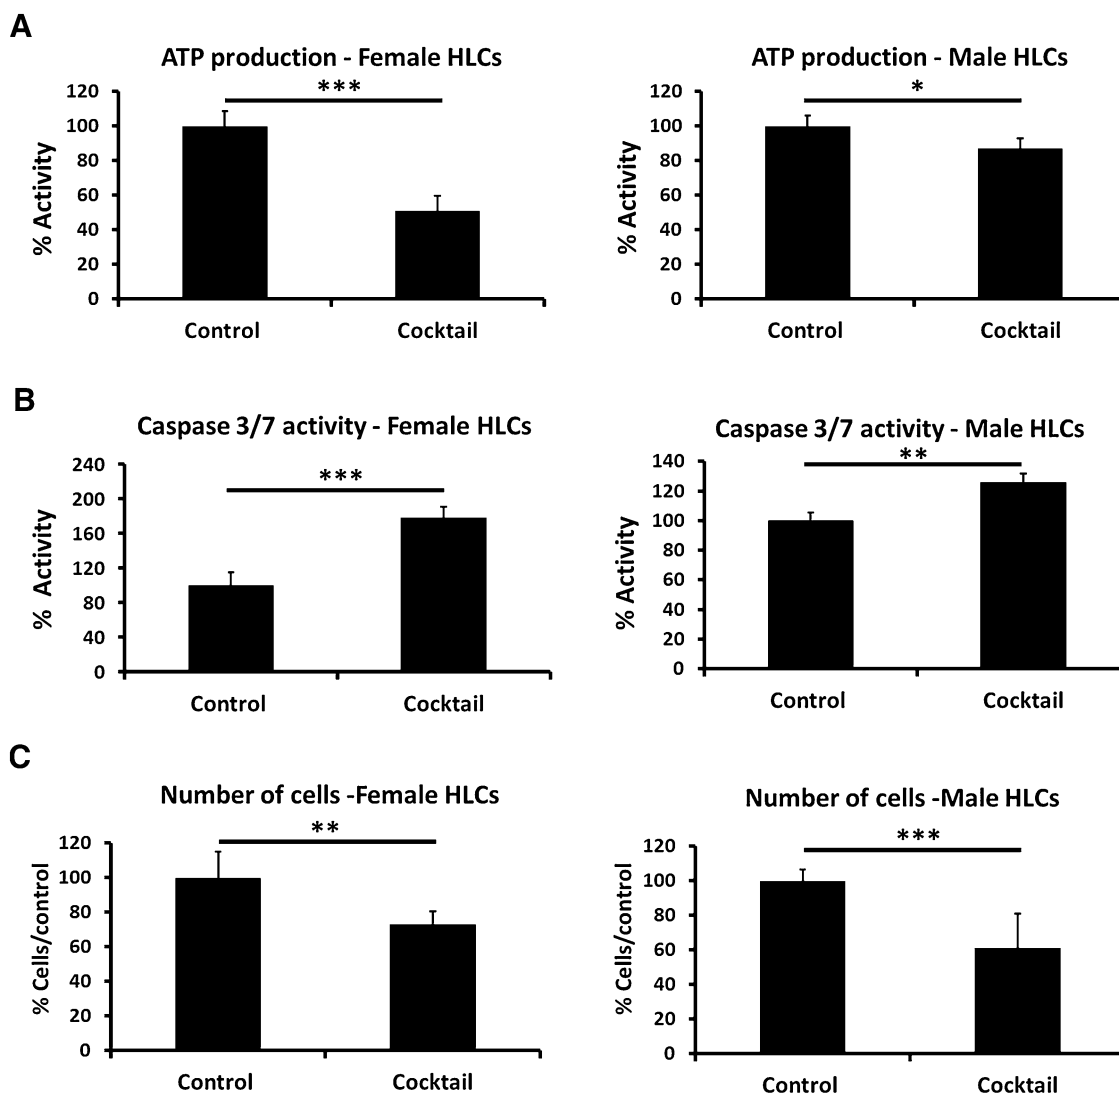 A
ATP production - Female HLCs
***
120
100
80
60
40
20
0
% Activity
Control Cocktail
ATP production - Male HLCs
*
120
100
80
60
40
20
0
% Activity
Control Cocktail
B
Caspase 3/7 activity - Female HLCs
***
240
200
160
120
80
40
0
% Activity
Control Cocktail
Caspase 3/7 activity - Male HLCs
**
140
120
100
80
60
40
20
0
% Activity
Control Cocktail
C
Number of cells -Female HLCs
**
120
100
80
60
40
20
0
% Cells/control
Control Cocktail
Number of cells -Male HLCs
***
120
100
80
60
40
20
0
% Cells/control
Control Cocktail